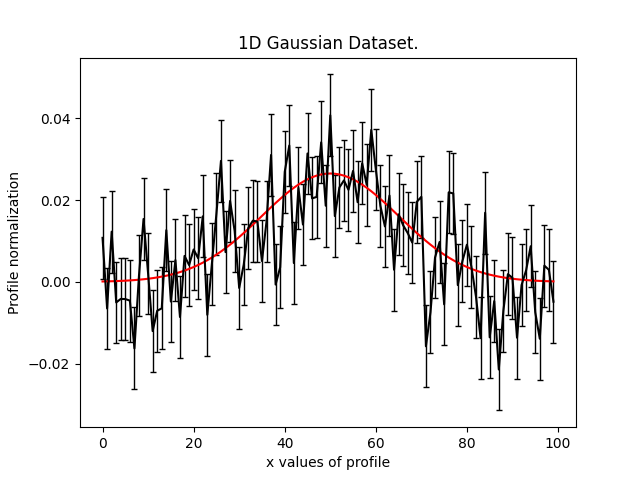 1D Gaussian Dataset.
Profile normalization
0.04
0.02
0.00
−0.02
0 20 40 60 80 100
x values of profile